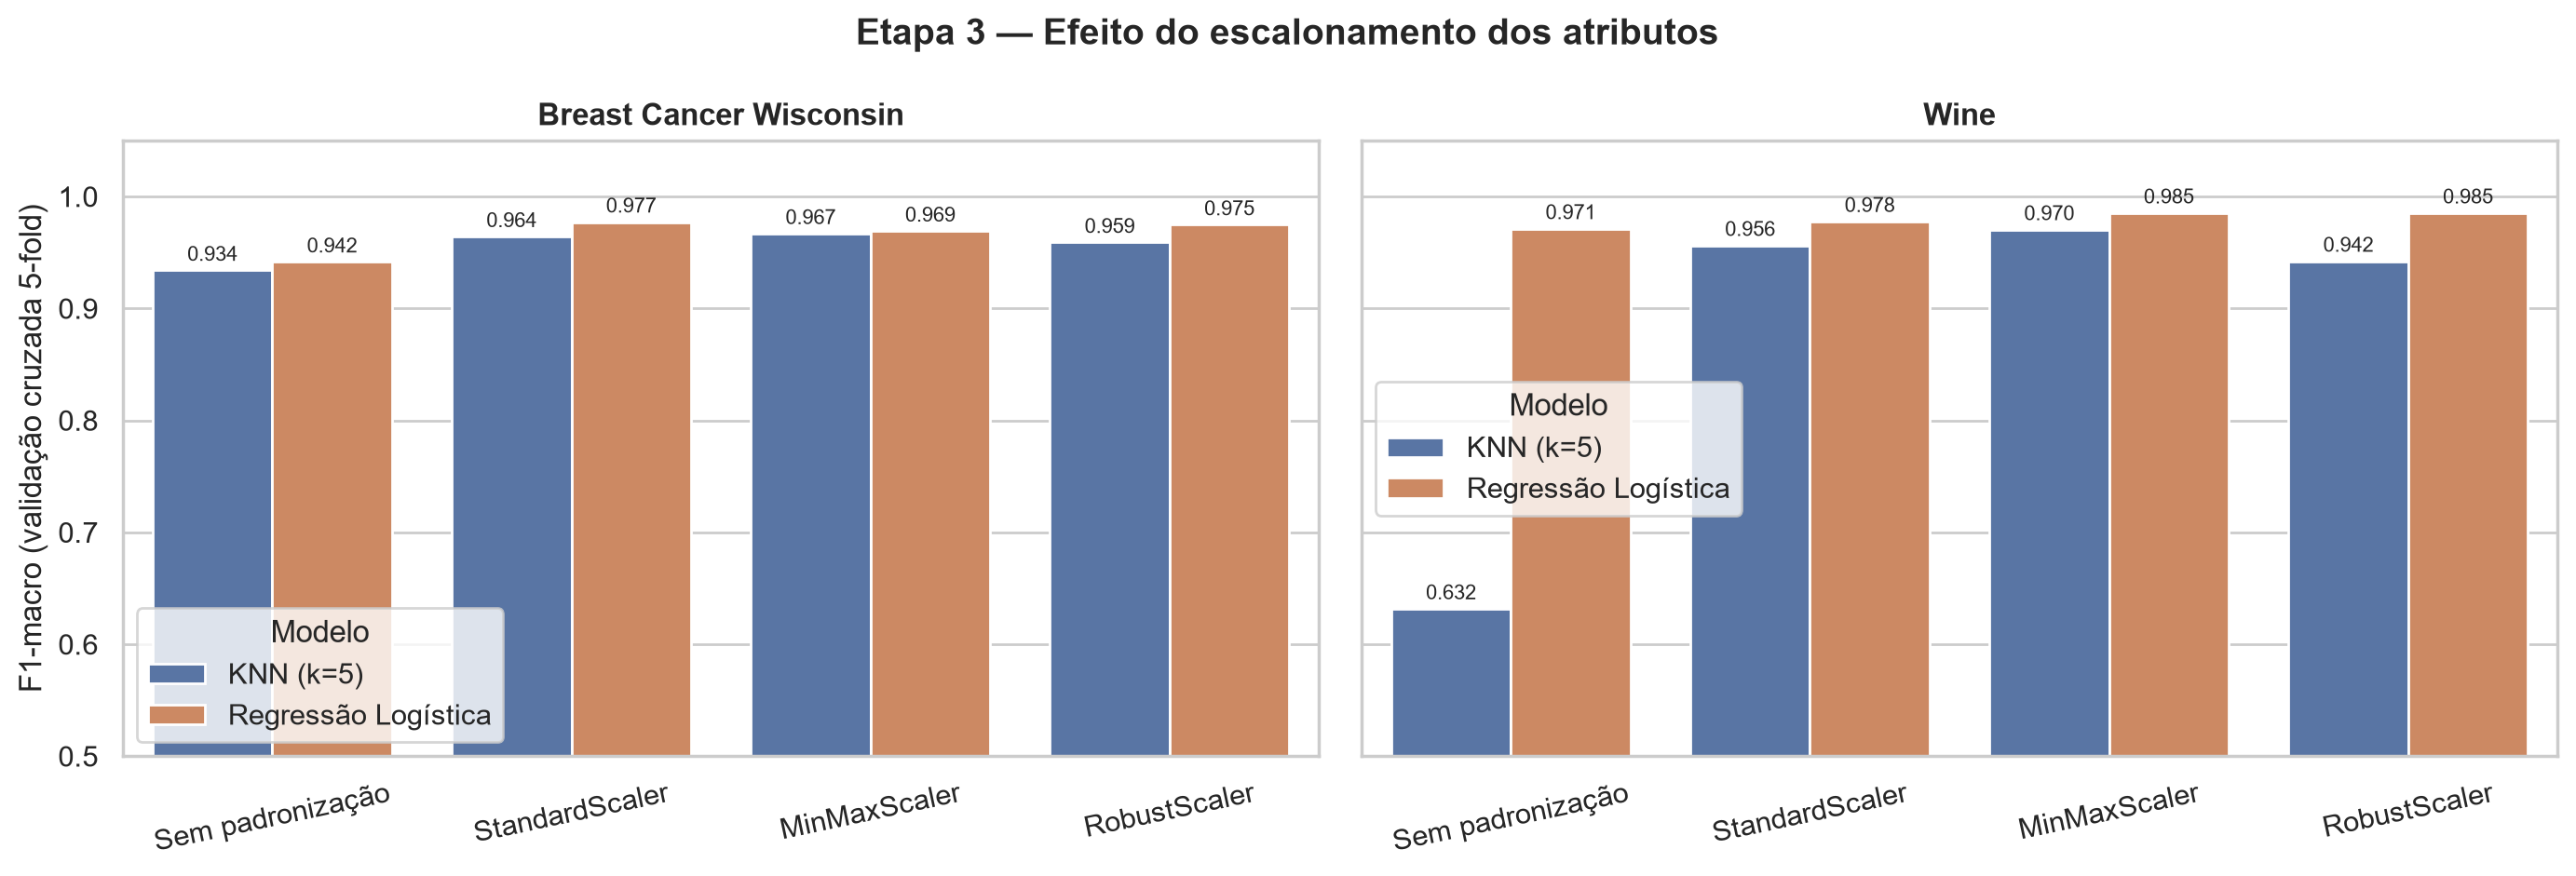 Etapa 3 — Efeito do escalonamento dos atributos
Breast Cancer Wisconsin
F1-macro (validação cruzada 5-fold)
1.0
0.9
0.8
0.7
0.6
0.5
0.934
0.942
0.964
0.977
0.967
0.969
0.959
0.975
Modelo
KNN (k=5)
Regressão Logística
Sem padronização
StandardScaler
MinMaxScaler
RobustScaler
Wine
0.632
0.971
0.956
0.978
0.970
0.985
0.942
0.985
Modelo
KNN (k=5)
Regressão Logística
Sem padronização
StandardScaler
MinMaxScaler
RobustScaler